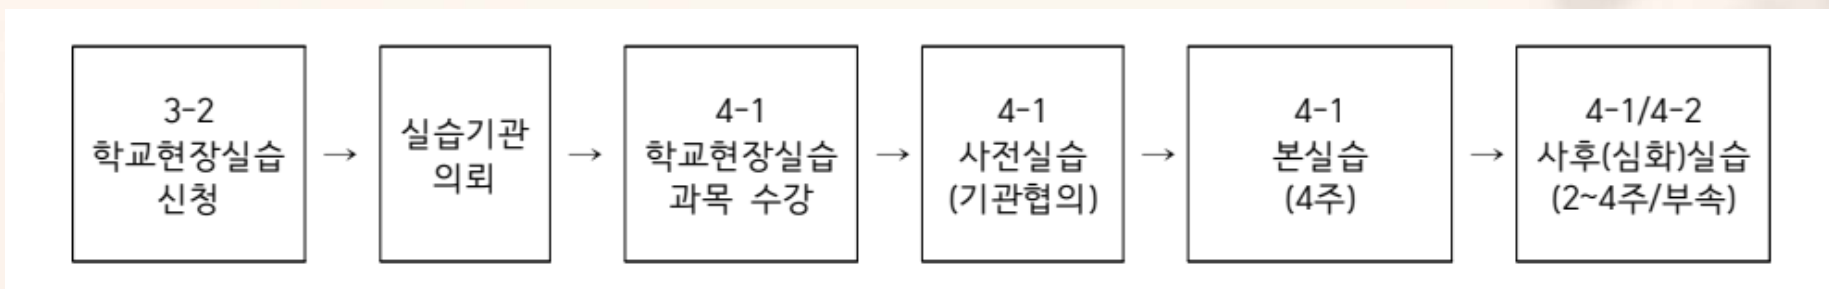 3-2
학교현장실습
신청
→
실습기관
의뢰
→
4-1
학교현장실습
과목 수강
→
4-1
사전실습
(기관협의)
→
4-1
본실습
(4주)
→
4-1/4-2
사후(심화)실습
(2~4주/부속)